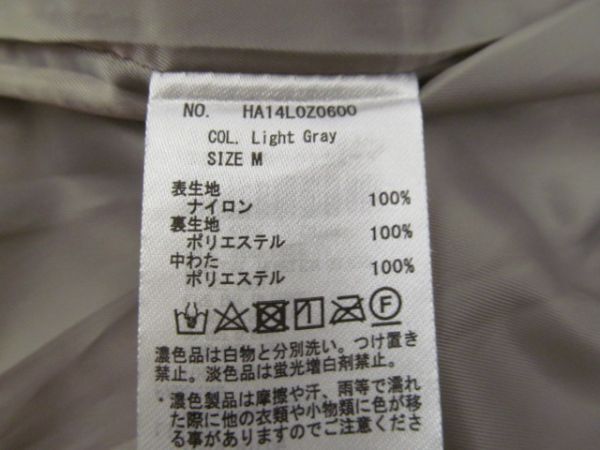 NO. HA14L0Z0600
COL. Light Gray
SIZE M
表生地
ナイロン 100%
裏生地
ポリエステル 100%
中わた
ポリエステル 100%
濃色品は白物と分別洗い。つけ置き
禁止。淡色品は蛍光増白剤禁止。
・濃色製品は摩擦や汗、雨等で濡れ
た際に他の衣類や小物類に色が移
る事がありますのでご注意くださ